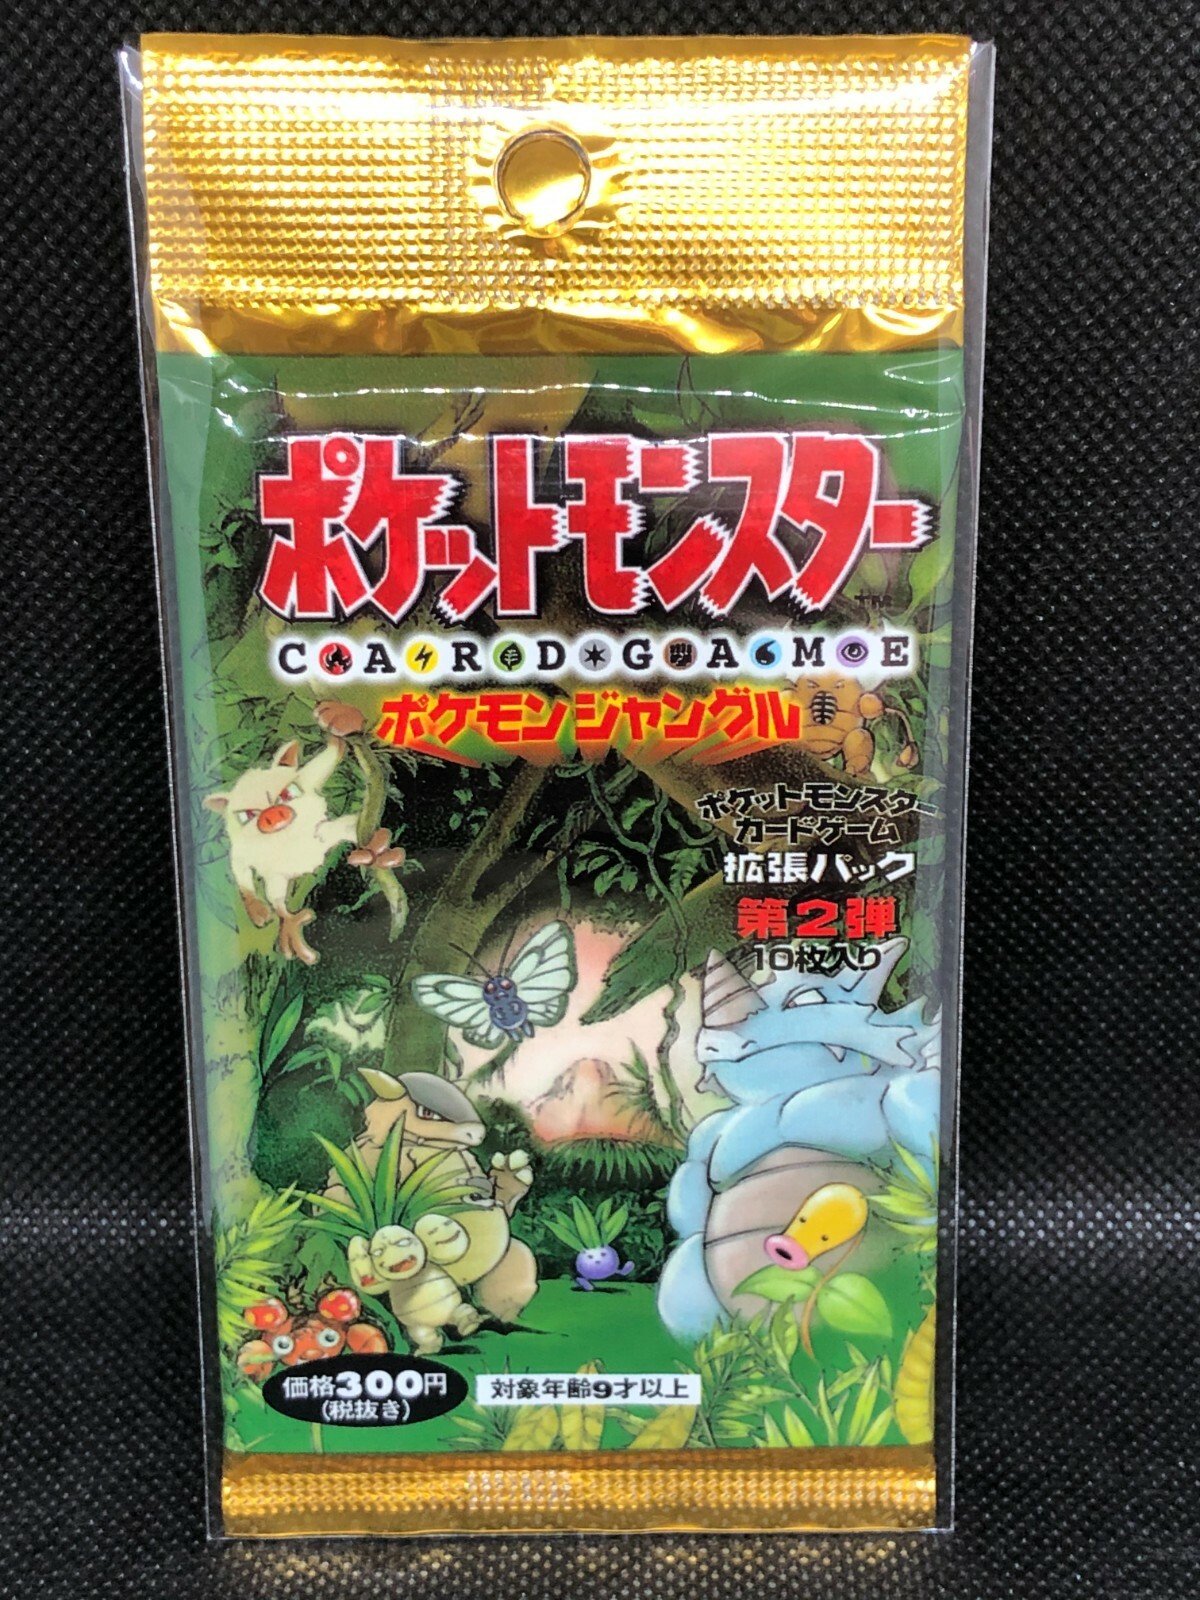 ポケットモンスター
TM
CARD GAME
ポケモンジャングル
ポケットモンスター
カードゲーム
拡張パック
第2弾
10枚入り
価格300円
(税抜き)
対象年齢9才以上